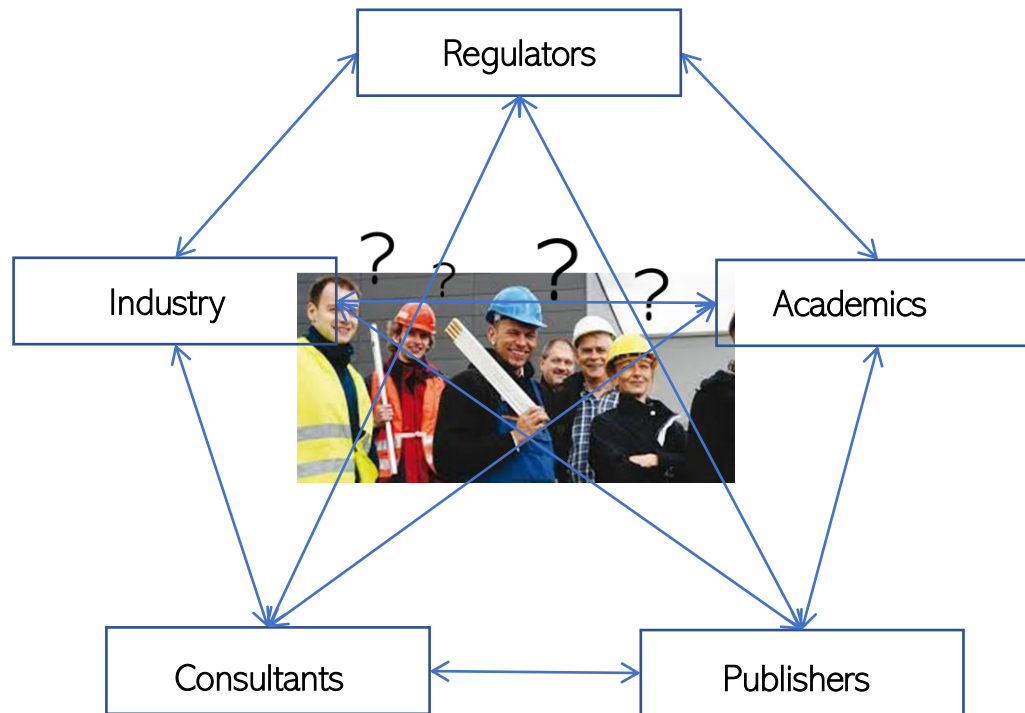 Regulators
? ? ? ?
Industry
Academics
Consultants
Publishers